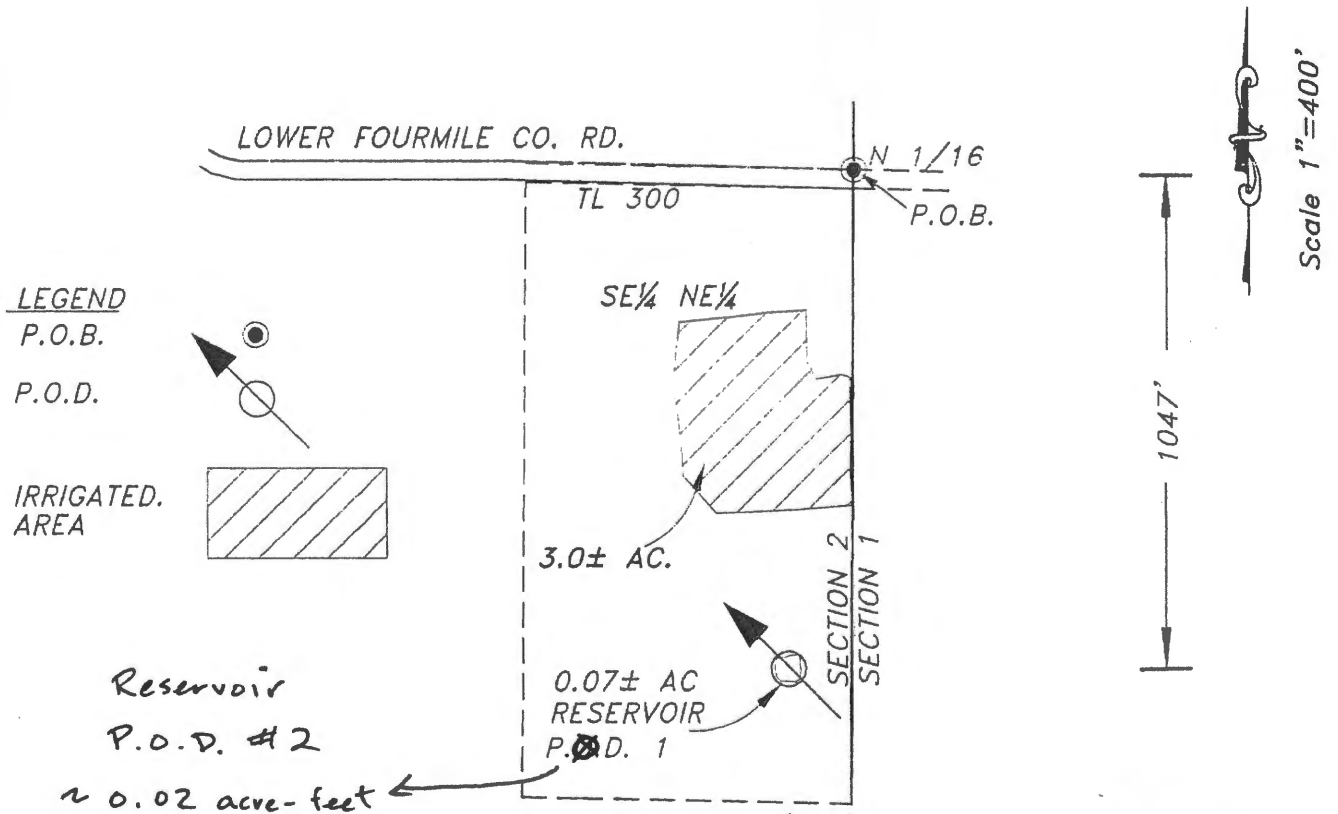 LOWER FOURMILE CO. RD.
N 1/16
TL 300
P.O.B.
Scale 1"=400'
LEGEND
P.O.B.
P.O.D.
IRRIGATED.
AREA
SE¼ NE¼
3.0± AC.
SECTION 2
SECTION 1
1047'
0.07± AC
RESERVOIR
P.O.D. 1
Reservoir
P.O.D. #2
~ 0.02 acre-feet